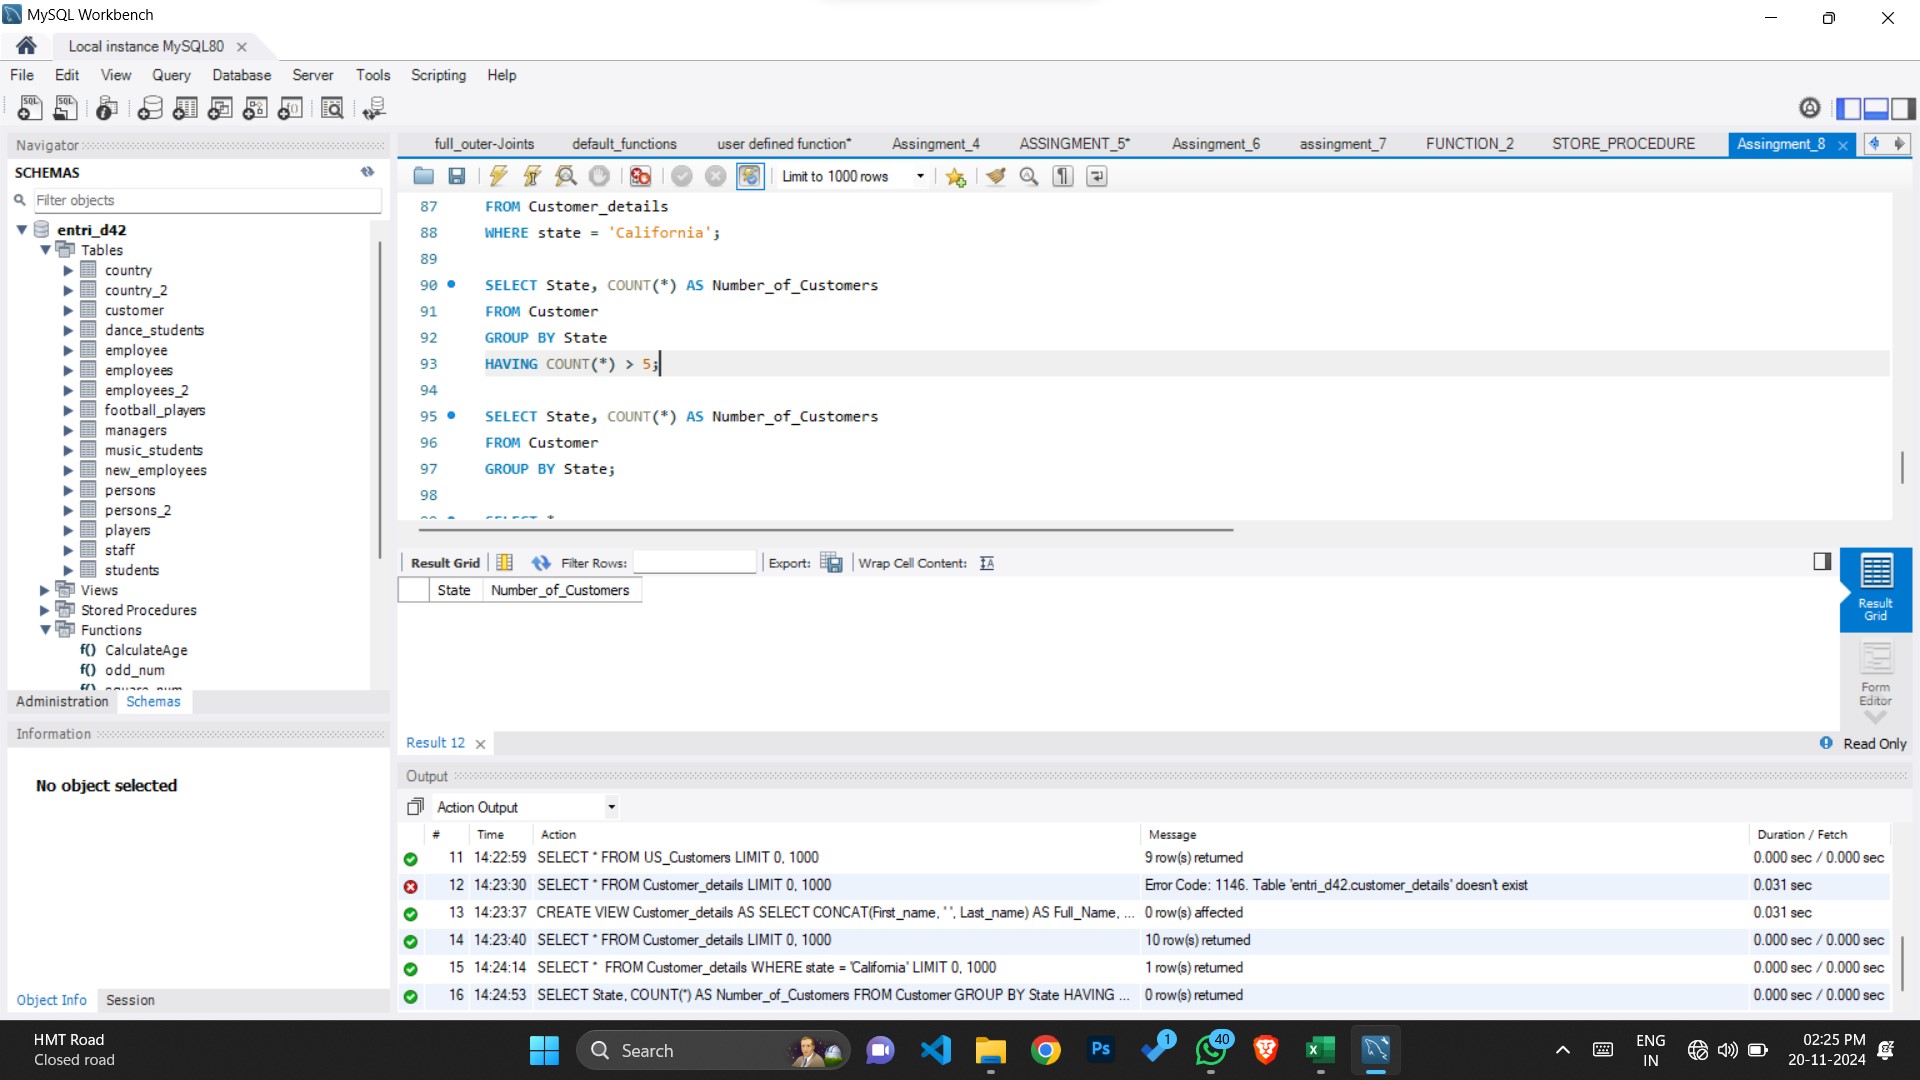 MySQL Workbench
Local instance MySQL80
File Edit View Query Database Server Tools Scripting Help
Navigator
SCHEMAS
Filter objects
entri_d42
Tables
country
country_2
customer
dance_students
employee
employees
employees_2
football_players
managers
music_students
new_employees
persons
persons_2
players
staff
students
Views
Stored Procedures
Functions
f() CalculateAge
f() odd_num
f() square_num
Administration Schemas
Information
No object selected
Object Info Session
full_outer-Joints default_functions user defined function* Assingment_4 ASSINGMENT_5* Assingment_6 assingment_7 FUNCTION_2 STORE_PROCEDURE Assingment_8
Limit to 1000 rows
87 FROM Customer_details
88 WHERE state = 'California';
89
90 SELECT State, COUNT(*) AS Number_of_Customers
91 FROM Customer
92 GROUP BY State
93 HAVING COUNT(*) > 5;
94
95 SELECT State, COUNT(*) AS Number_of_Customers
96 FROM Customer
97 GROUP BY State;
98
99 SELECT *
Result Grid Filter Rows: Export: Wrap Cell Content:
State Number_of_Customers
Result Grid
Form Editor
Result 12
Read Only
Output
Action Output
# Time Action Message Duration / Fetch
11 14:22:59 SELECT * FROM US_Customers LIMIT 0, 1000 9 row(s) returned 0.000 sec / 0.000 sec
12 14:23:30 SELECT * FROM Customer_details LIMIT 0, 1000 Error Code: 1146. Table 'entri_d42.customer_details' doesn't exist 0.031 sec
13 14:23:37 CREATE VIEW Customer_details AS SELECT CONCAT(First_name, ' ', Last_name) AS Full_Name, ... 0 row(s) affected 0.031 sec
14 14:23:40 SELECT * FROM Customer_details LIMIT 0, 1000 10 row(s) returned 0.000 sec / 0.000 sec
15 14:24:14 SELECT * FROM Customer_details WHERE state = 'California' LIMIT 0, 1000 1 row(s) returned 0.000 sec / 0.000 sec
16 14:24:53 SELECT State, COUNT(*) AS Number_of_Customers FROM Customer GROUP BY State HAVING ... 0 row(s) returned 0.000 sec / 0.000 sec
HMT Road
Closed road
Search
Ps
1
40
ENG
IN
02:25 PM
20-11-2024